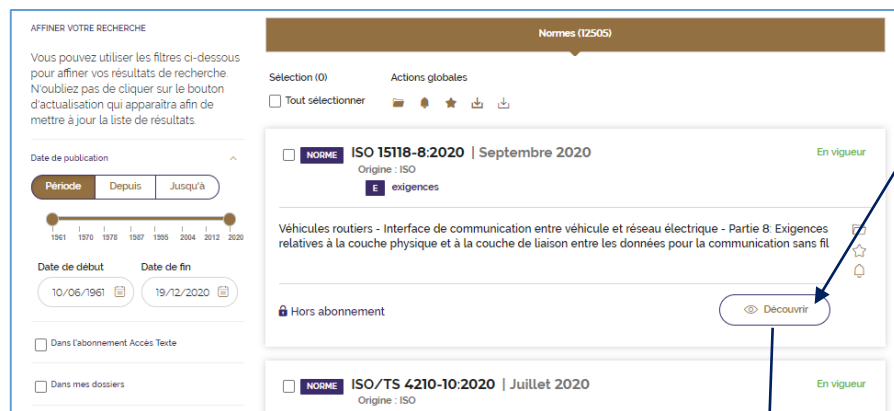 AFFINER VOTRE RECHERCHE
Vous pouvez utiliser les filtres ci-dessous
pour affiner vos résultats de recherche.
N'oubliez pas de cliquer sur le bouton
d'actualisation qui apparaîtra afin de
mettre à jour la liste de résultats.
Date de publication
Période Depuis Jusqu'à
1961 1970 1978 1987 1995 2004 2012 2020
Date de début Date de fin
10/06/1961 19/12/2020
Dans l'abonnement Accès Texte
Dans mes dossiers
Normes (12505)
Sélection (0) Actions globales
Tout sélectionner
NORME ISO 15118-8:2020 | Septembre 2020 En vigueur
Origine : ISO
E exigences
Véhicules routiers - Interface de communication entre véhicule et réseau électrique - Partie 8: Exigences
relatives à la couche physique et à la couche de liaison entre les données pour la communication sans fil
Hors abonnement Découvrir
NORME ISO/TS 4210-10:2020 | Juillet 2020 En vigueur
Origine : ISO